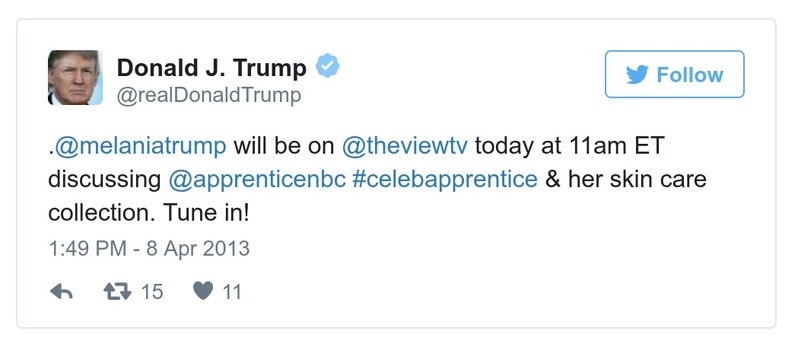 Donald J. Trump
@realDonaldTrump
Follow
.@melaniatrump will be on @theviewtv today at 11am ET
discussing @apprenticenbc #celebapprentice & her skin care
collection. Tune in!
1:49 PM - 8 Apr 2013
15 11